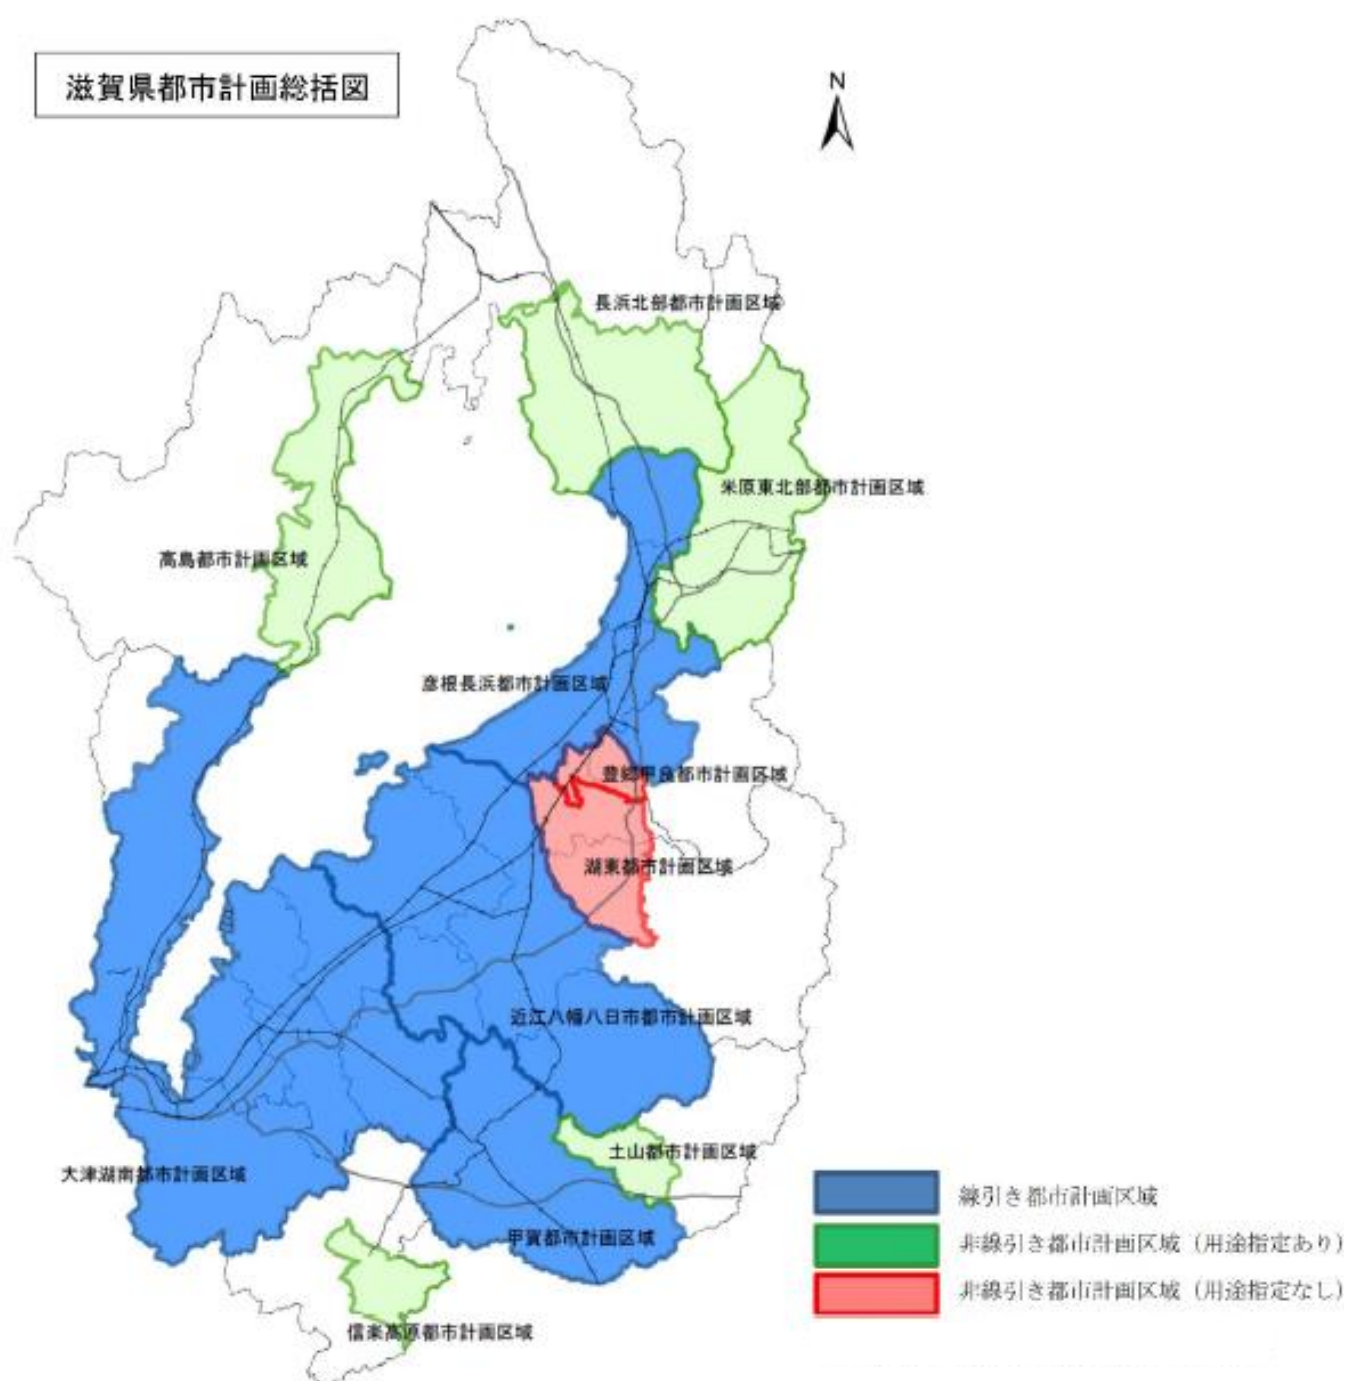 滋賀県都市計画総括図
N
長浜北部都市計画区域
米原東北部都市計画区域
高島都市計画区域
彦根長浜都市計画区域
豊郷甲良都市計画区域
湖東都市計画区域
近江八幡八日市都市計画区域
土山都市計画区域
大津湖南都市計画区域
甲賀都市計画区域
信楽高原都市計画区域
線引き都市計画区域
非線引き都市計画区域（用途指定あり）
非線引き都市計画区域（用途指定なし）